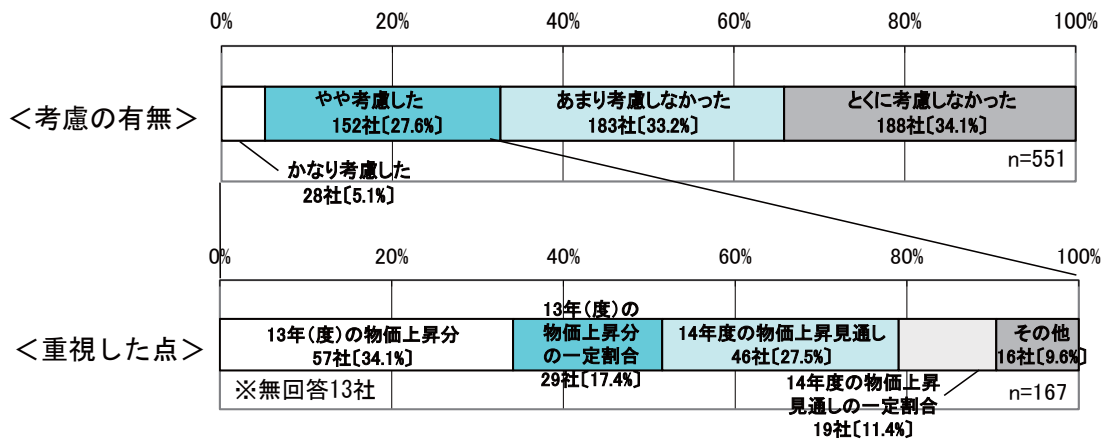 0%
20%
40%
60%
80%
100%
＜考慮の有無＞
やや考慮した
152社〔27.6%〕
あまり考慮しなかった
183社〔33.2%〕
とくに考慮しなかった
188社〔34.1%〕
かなり考慮した
28社〔5.1%〕
n=551
0%
20%
40%
60%
80%
100%
＜重視した点＞
13年（度）の物価上昇分
57社〔34.1%〕
13年（度）の
物価上昇分
の一定割合
29社〔17.4%〕
14年度の物価上昇見通し
46社〔27.5%〕
その他
16社〔9.6%〕
※無回答13社
14年度の物価上昇
見通しの一定割合
19社〔11.4%〕
n=167